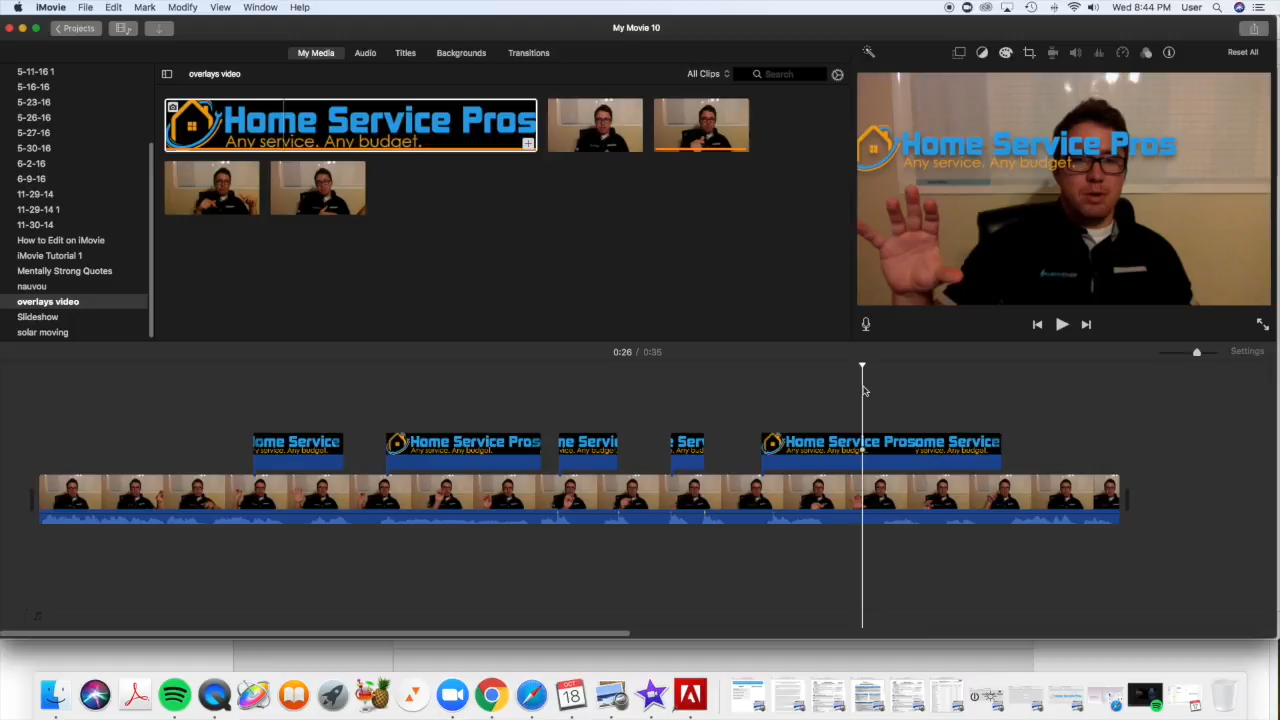 iMovie File Edit Mark Modify View Window Help
Wed 8:44 PM User
Projects
My Movie 10
My Media Audio Titles Backgrounds Transitions
Reset All
overlays video
All Clips
Search
5-11-16 1
5-16-16
5-23-16
5-26-16
5-27-16
5-30-16
6-2-16
6-9-16
11-29-14
11-29-14 1
11-30-14
How to Edit on iMovie
iMovie Tutorial 1
Mentally Strong Quotes
nauvou
overlays video
Slideshow
solar moving
Home Service Pros
Any service. Any budget.
Home Service Pros
Any service. Any budget.
0:26 / 0:35
Settings
Home Service
Any service. Any budget.
Home Service Pros
Any service. Any budget.
OCT
18